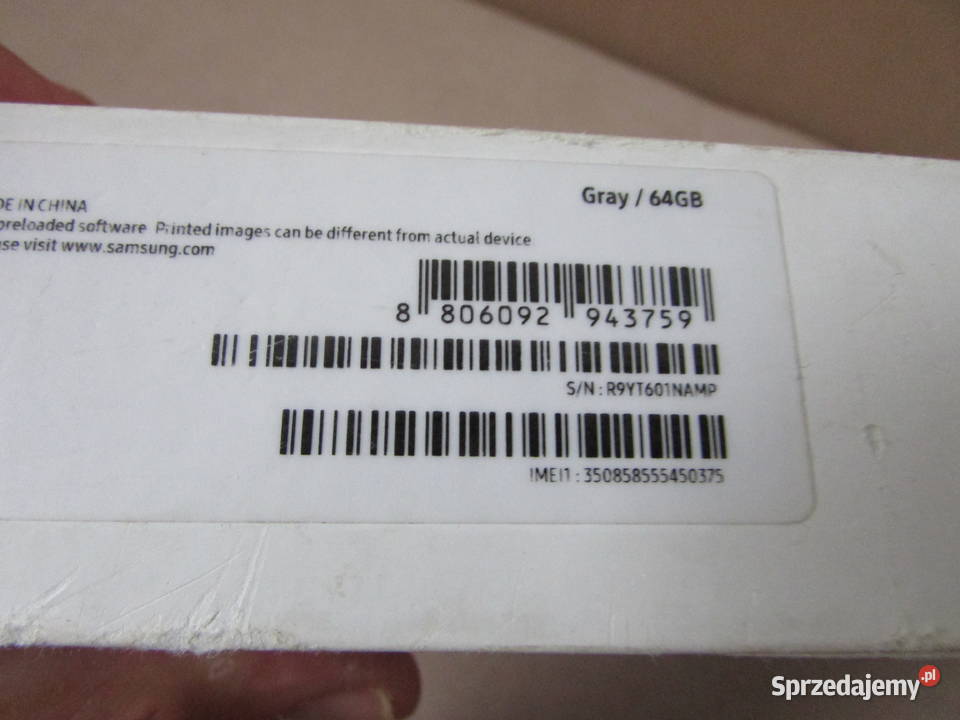 DE IN CHINA
preloaded software Printed images can be different from actual device
se visit www.samsung.com
Gray / 64GB
8 806092 943759
S/N : R9YT601NAMP
IMEI1 : 350858555450375
Sprzedajemy.pl